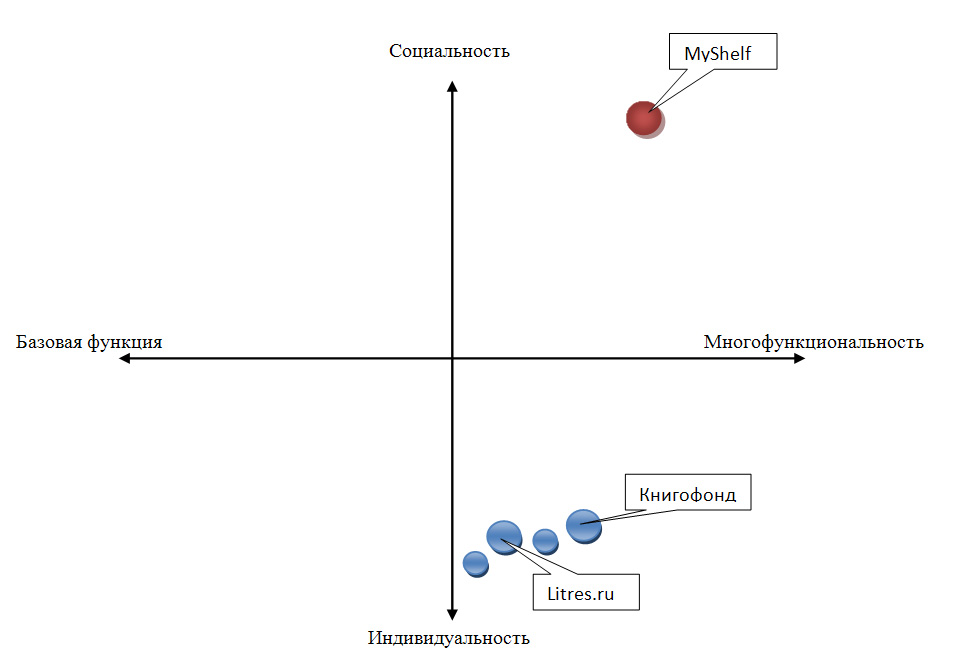 Социальность
MyShelf
Базовая функция
Многофункциональность
Книгофонд
Litres.ru
Индивидуальность